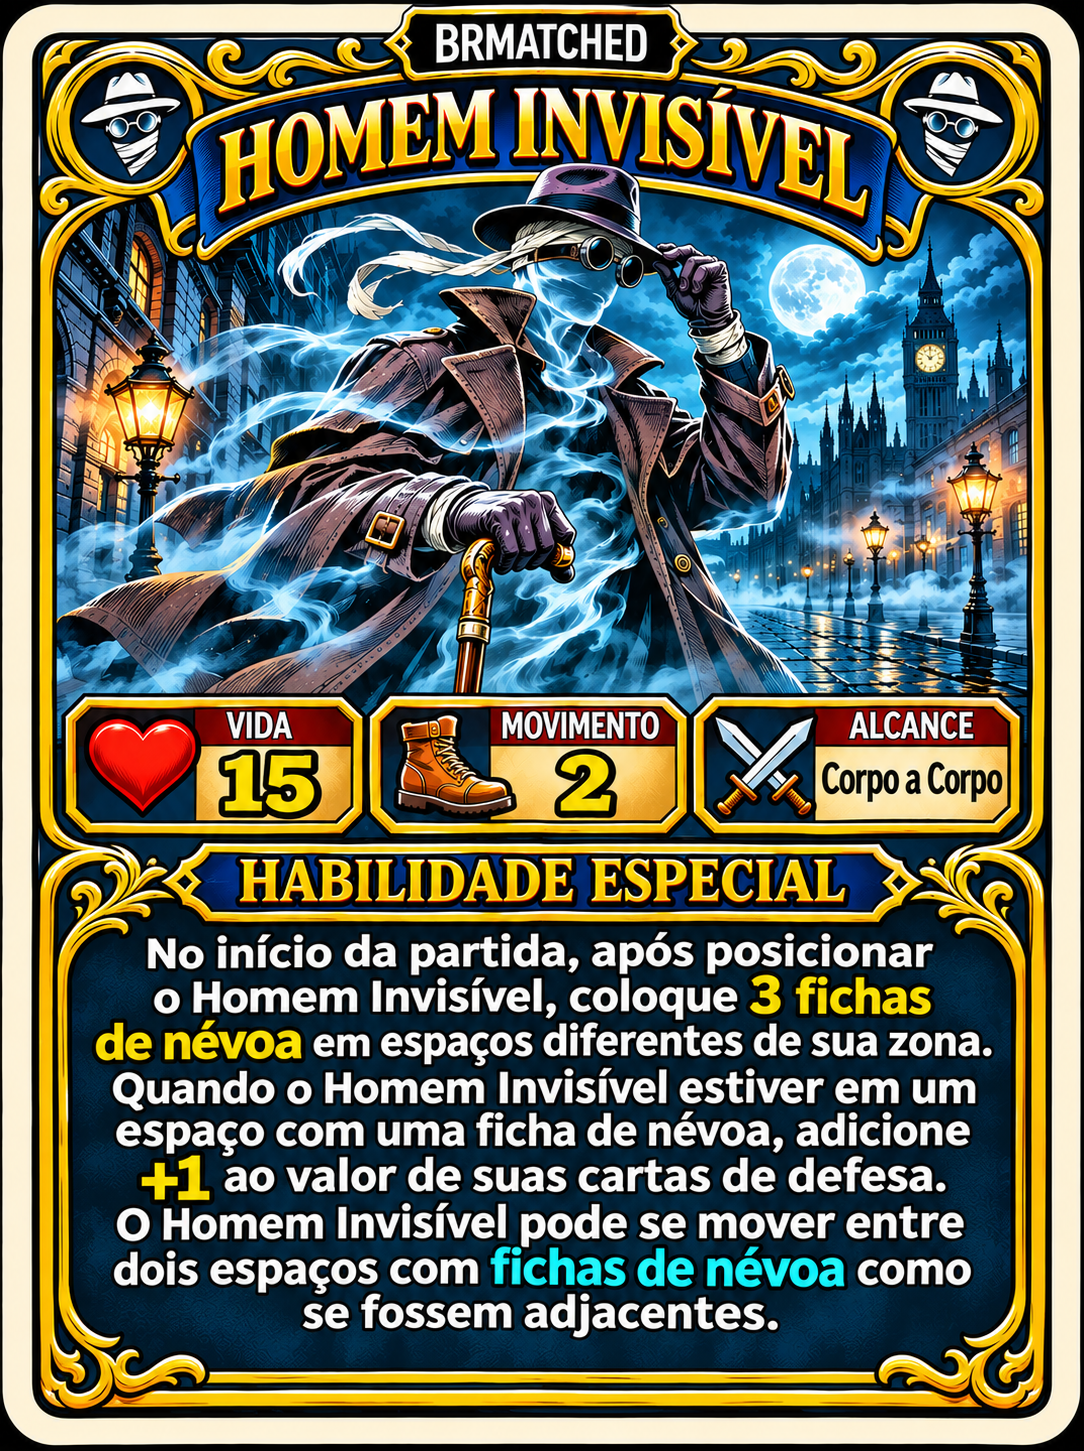 BRMATCHED
HOMEM INVISÍVEL
VIDA
15
MOVIMENTO
2
ALCANCE
Corpo a Corpo
HABILIDADE ESPECIAL
No início da partida, após posicionar
o Homem Invisível, coloque 3 fichas
de névoa em espaços diferentes de sua zona.
Quando o Homem Invisível estiver em um
espaço com uma ficha de névoa, adicione
+1 ao valor de suas cartas de defesa.
O Homem Invisível pode se mover entre
dois espaços com fichas de névoa como
se fossem adjacentes.